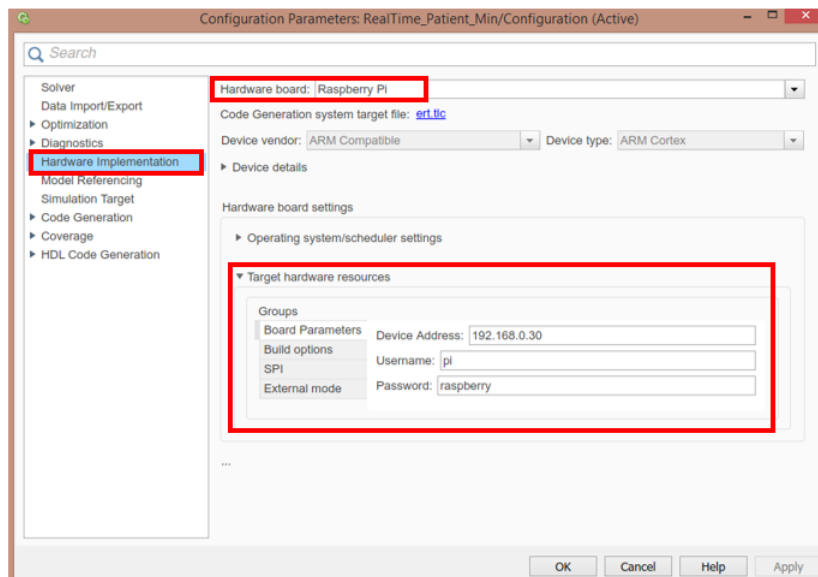 Configuration Parameters: RealTime_Patient_Min/Configuration (Active)
Search
Solver
Data Import/Export
Optimization
Diagnostics
Hardware Implementation
Model Referencing
Simulation Target
Code Generation
Coverage
HDL Code Generation
Hardware board: Raspberry Pi
Code Generation system target file: ert.tlc
Device vendor: ARM Compatible Device type: ARM Cortex
Device details
Hardware board settings
Operating system/scheduler settings
Target hardware resources
Groups
Board Parameters
Build options
SPI
External mode
Device Address: 192.168.0.30
Username: pi
Password: raspberry
...
OK Cancel Help Apply